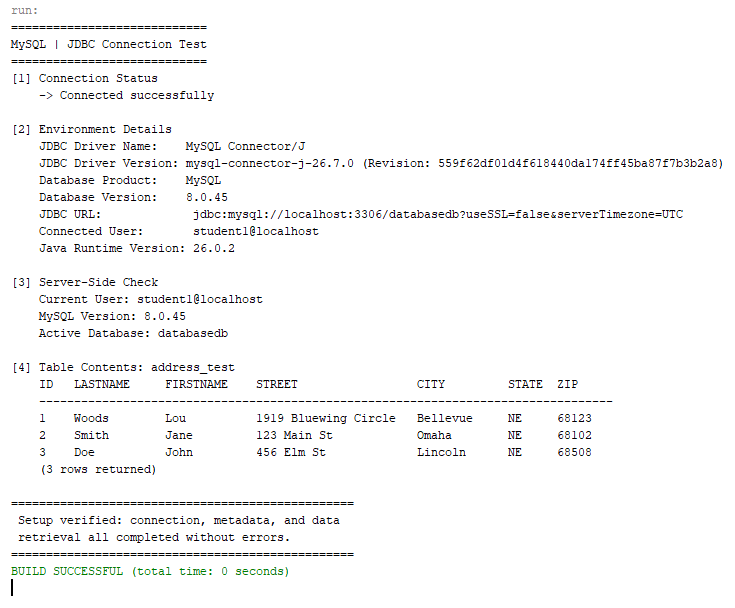 run:
============================
MySQL | JDBC Connection Test
============================
[1] Connection Status
    -> Connected successfully

[2] Environment Details
    JDBC Driver Name:    MySQL Connector/J
    JDBC Driver Version: mysql-connector-j-26.7.0 (Revision: 559f62df01d4f618440da174ff45ba87f7b3b2a8)
    Database Product:    MySQL
    Database Version:    8.0.45
    JDBC URL:             jdbc:mysql://localhost:3306/databasedb?useSSL=false&serverTimezone=UTC
    Connected User:       student1@localhost
    Java Runtime Version: 26.0.2

[3] Server-Side Check
    Current User: student1@localhost
    MySQL Version: 8.0.45
    Active Database: databasedb

[4] Table Contents: address_test
    ID   LASTNAME     FIRSTNAME    STREET                 CITY         STATE  ZIP
    ----------------------------------------------------------------------------------
    1    Woods        Lou          1919 Bluewing Circle   Bellevue     NE     68123
    2    Smith        Jane         123 Main St            Omaha        NE     68102
    3    Doe          John         456 Elm St             Lincoln      NE     68508
    (3 rows returned)

=================================================
 Setup verified: connection, metadata, and data
 retrieval all completed without errors.
=================================================
BUILD SUCCESSFUL (total time: 0 seconds)